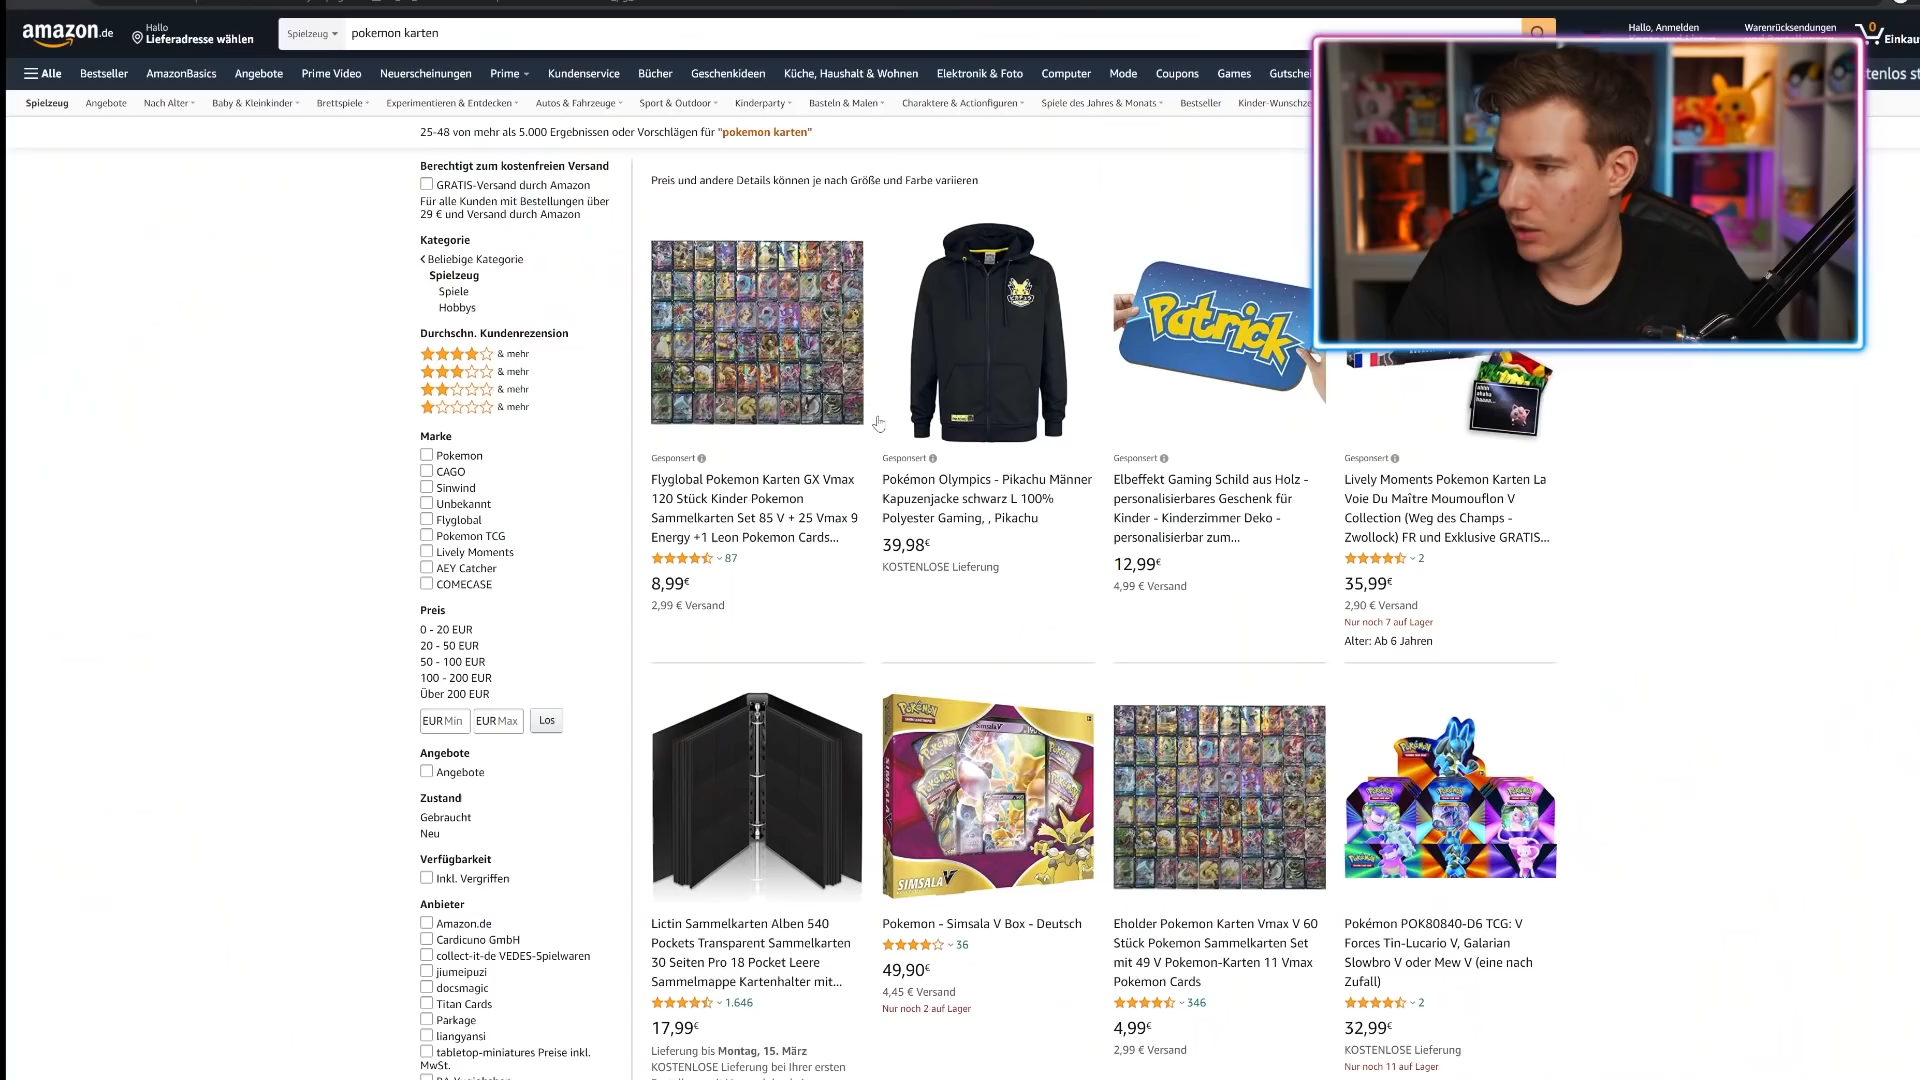 amazon.de
Hallo
Lieferadresse wählen
Spielzeug
pokemon karten
Hallo, Anmelden
Warenrücksendungen
0
Einkau
Alle
Bestseller
AmazonBasics
Angebote
Prime Video
Neuerscheinungen
Prime
Kundenservice
Bücher
Geschenkideen
Küche, Haushalt & Wohnen
Elektronik & Foto
Computer
Mode
Coupons
Games
Gutschei
tenlos st
Spielzeug
Angebote
Nach Alter
Baby & Kleinkinder
Brettspiele
Experimentieren & Entdecken
Autos & Fahrzeuge
Sport & Outdoor
Kinderparty
Basteln & Malen
Charaktere & Actionfiguren
Spiele des Jahres & Monats
Bestseller
Kinder-Wunschze
25-48 von mehr als 5.000 Ergebnissen oder Vorschlägen für "pokemon karten"
Berechtigt zum kostenfreien Versand
GRATIS-Versand durch Amazon
Für alle Kunden mit Bestellungen über
29 € und Versand durch Amazon
Kategorie
Beliebige Kategorie
Spielzeug
Spiele
Hobbys
Durchschn. Kundenrezension
& mehr
& mehr
& mehr
& mehr
Marke
Pokemon
CAGO
Sinwind
Unbekannt
Flyglobal
Pokemon TCG
Lively Moments
AEY Catcher
COMECASE
Preis
0 - 20 EUR
20 - 50 EUR
50 - 100 EUR
100 - 200 EUR
Über 200 EUR
EUR Min
EUR Max
Los
Angebote
Angebote
Zustand
Gebraucht
Neu
Verfügbarkeit
Inkl. Vergriffen
Anbieter
Amazon.de
Cardicuno GmbH
collect-it-de VEDES-Spielwaren
jiumeipuzi
docsmagic
Titan Cards
Parkage
liangyansi
tabletop-miniatures Preise inkl.
MwSt.
Preis und andere Details können je nach Größe und Farbe variieren
Patrick
Gesponsert
Flyglobal Pokemon Karten GX Vmax
120 Stück Kinder Pokemon
Sammelkarten Set 85 V + 25 Vmax 9
Energy +1 Leon Pokemon Cards...
87
8,99€
2,99 € Versand
Gesponsert
Pokémon Olympics - Pikachu Männer
Kapuzenjacke schwarz L 100%
Polyester Gaming, , Pikachu
39,98€
KOSTENLOSE Lieferung
Gesponsert
Elbeffekt Gaming Schild aus Holz -
personalisierbares Geschenk für
Kinder - Kinderzimmer Deko -
personalisierbar zum...
12,99€
4,99 € Versand
Gesponsert
Lively Moments Pokemon Karten La
Voie Du Maître Moumouflon V
Collection (Weg des Champs -
Zwollock) FR und Exklusive GRATIS...
2
35,99€
2,90 € Versand
Nur noch 7 auf Lager
Alter: Ab 6 Jahren
Pokémon
Simsala V
SIMSALA V
Lictin Sammelkarten Alben 540
Pockets Transparent Sammelkarten
30 Seiten Pro 18 Pocket Leere
Sammelmappe Kartenhalter mit...
1.646
17,99€
Lieferung bis Montag, 15. März
KOSTENLOSE Lieferung bei Ihrer ersten
Pokemon - Simsala V Box - Deutsch
36
49,90€
4,45 € Versand
Nur noch 2 auf Lager
Eholder Pokemon Karten Vmax V 60
Stück Pokemon Sammelkarten Set
mit 49 V Pokemon-Karten 11 Vmax
Pokemon Cards
346
4,99€
2,99 € Versand
Pokémon POK80840-D6 TCG: V
Forces Tin-Lucario V, Galarian
Slowbro V oder Mew V (eine nach
Zufall)
2
32,99€
KOSTENLOSE Lieferung
Nur noch 11 auf Lager